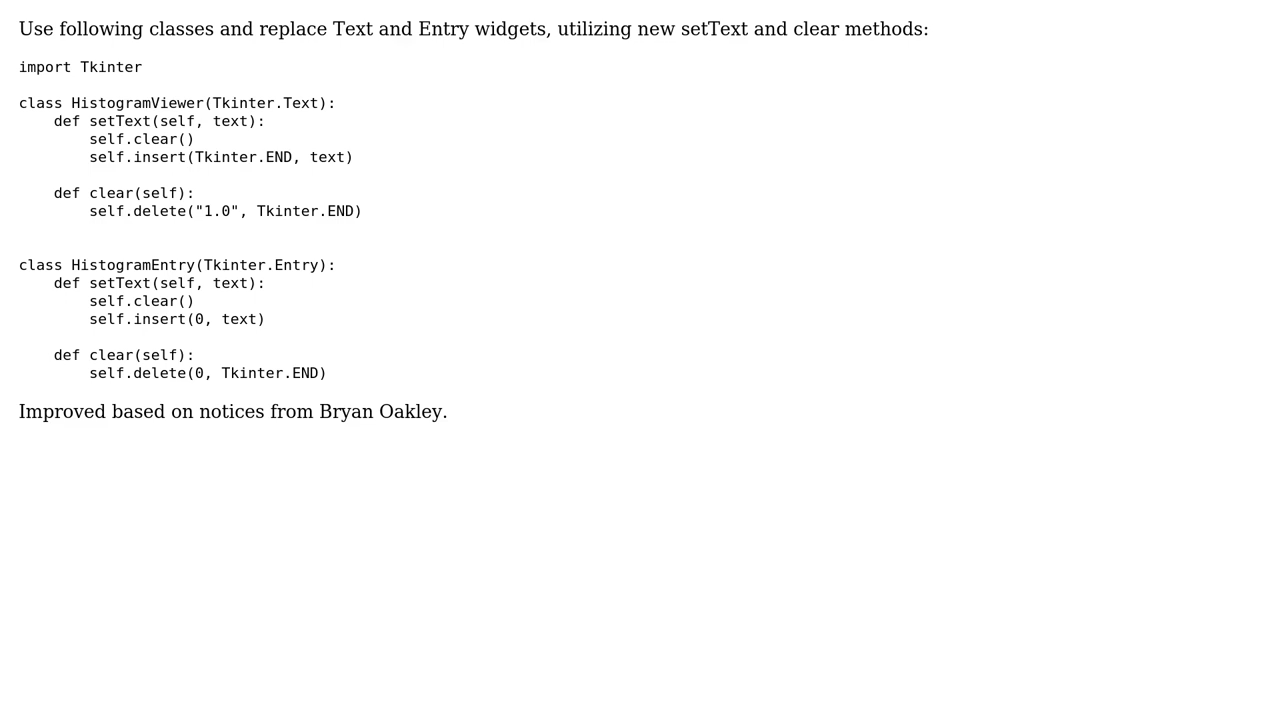 Use following classes and replace Text and Entry widgets, utilizing new setText and clear methods:
import Tkinter
class HistogramViewer(Tkinter.Text):
    def setText(self, text):
        self.clear()
        self.insert(Tkinter.END, text)
    def clear(self):
        self.delete("1.0", Tkinter.END)
class HistogramEntry(Tkinter.Entry):
    def setText(self, text):
        self.clear()
        self.insert(0, text)
    def clear(self):
        self.delete(0, Tkinter.END)
Improved based on notices from Bryan Oakley.